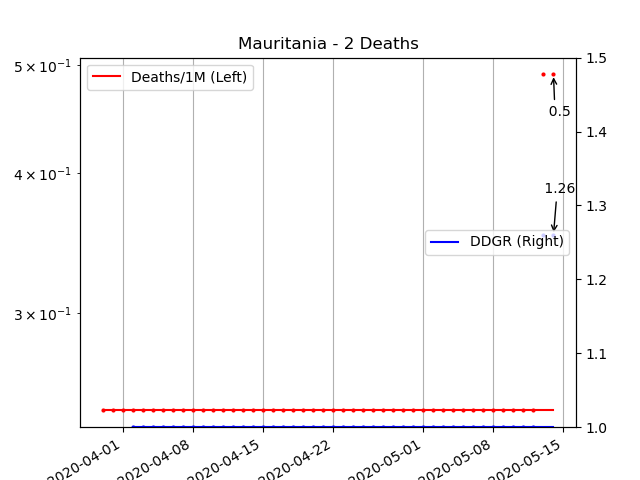 Mauritania - 2 Deaths
5 × 10⁻¹
4 × 10⁻¹
3 × 10⁻¹
Deaths/1M (Left)
0.5
1.26
DDGR (Right)
1.5
1.4
1.3
1.2
1.1
1.0
2020-04-01
2020-04-08
2020-04-15
2020-04-22
2020-05-01
2020-05-08
2020-05-15